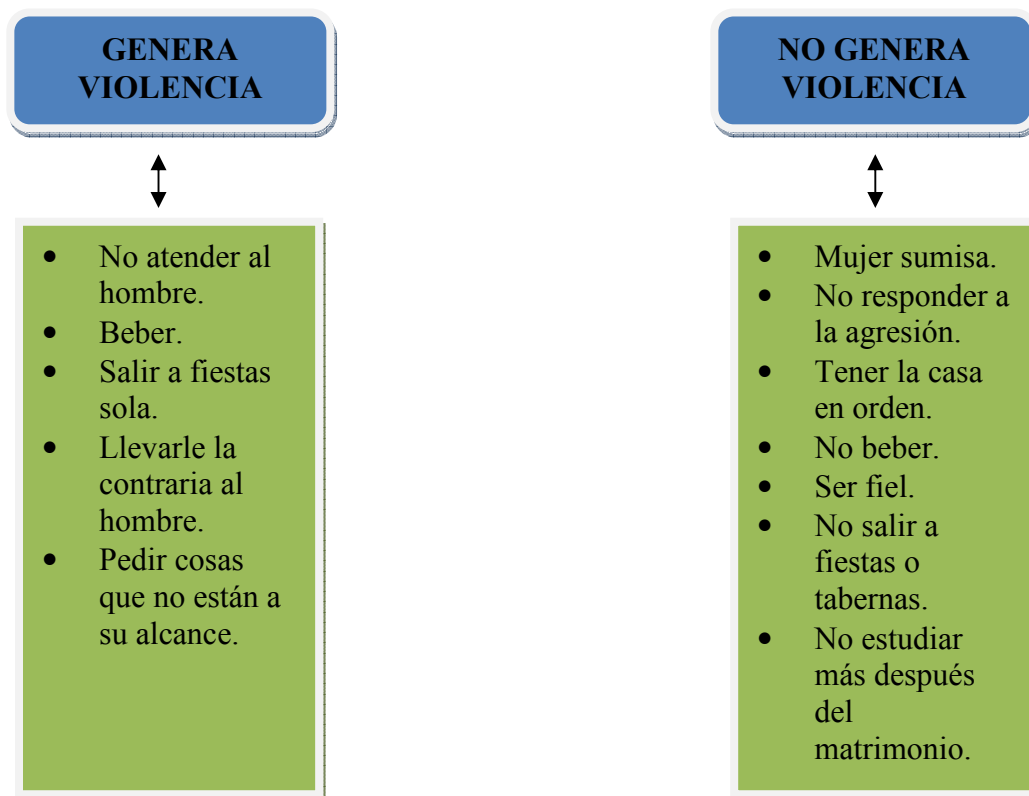 GENERA
VIOLENCIA
• No atender al
hombre.
• Beber.
• Salir a fiestas
sola.
• Llevarle la
contraria al
hombre.
• Pedir cosas
que no están a
su alcance.
NO GENERA
VIOLENCIA
• Mujer sumisa.
• No responder a
la agresión.
• Tener la casa
en orden.
• No beber.
• Ser fiel.
• No salir a
fiestas o
tabernas.
• No estudiar
más después
del
matrimonio.